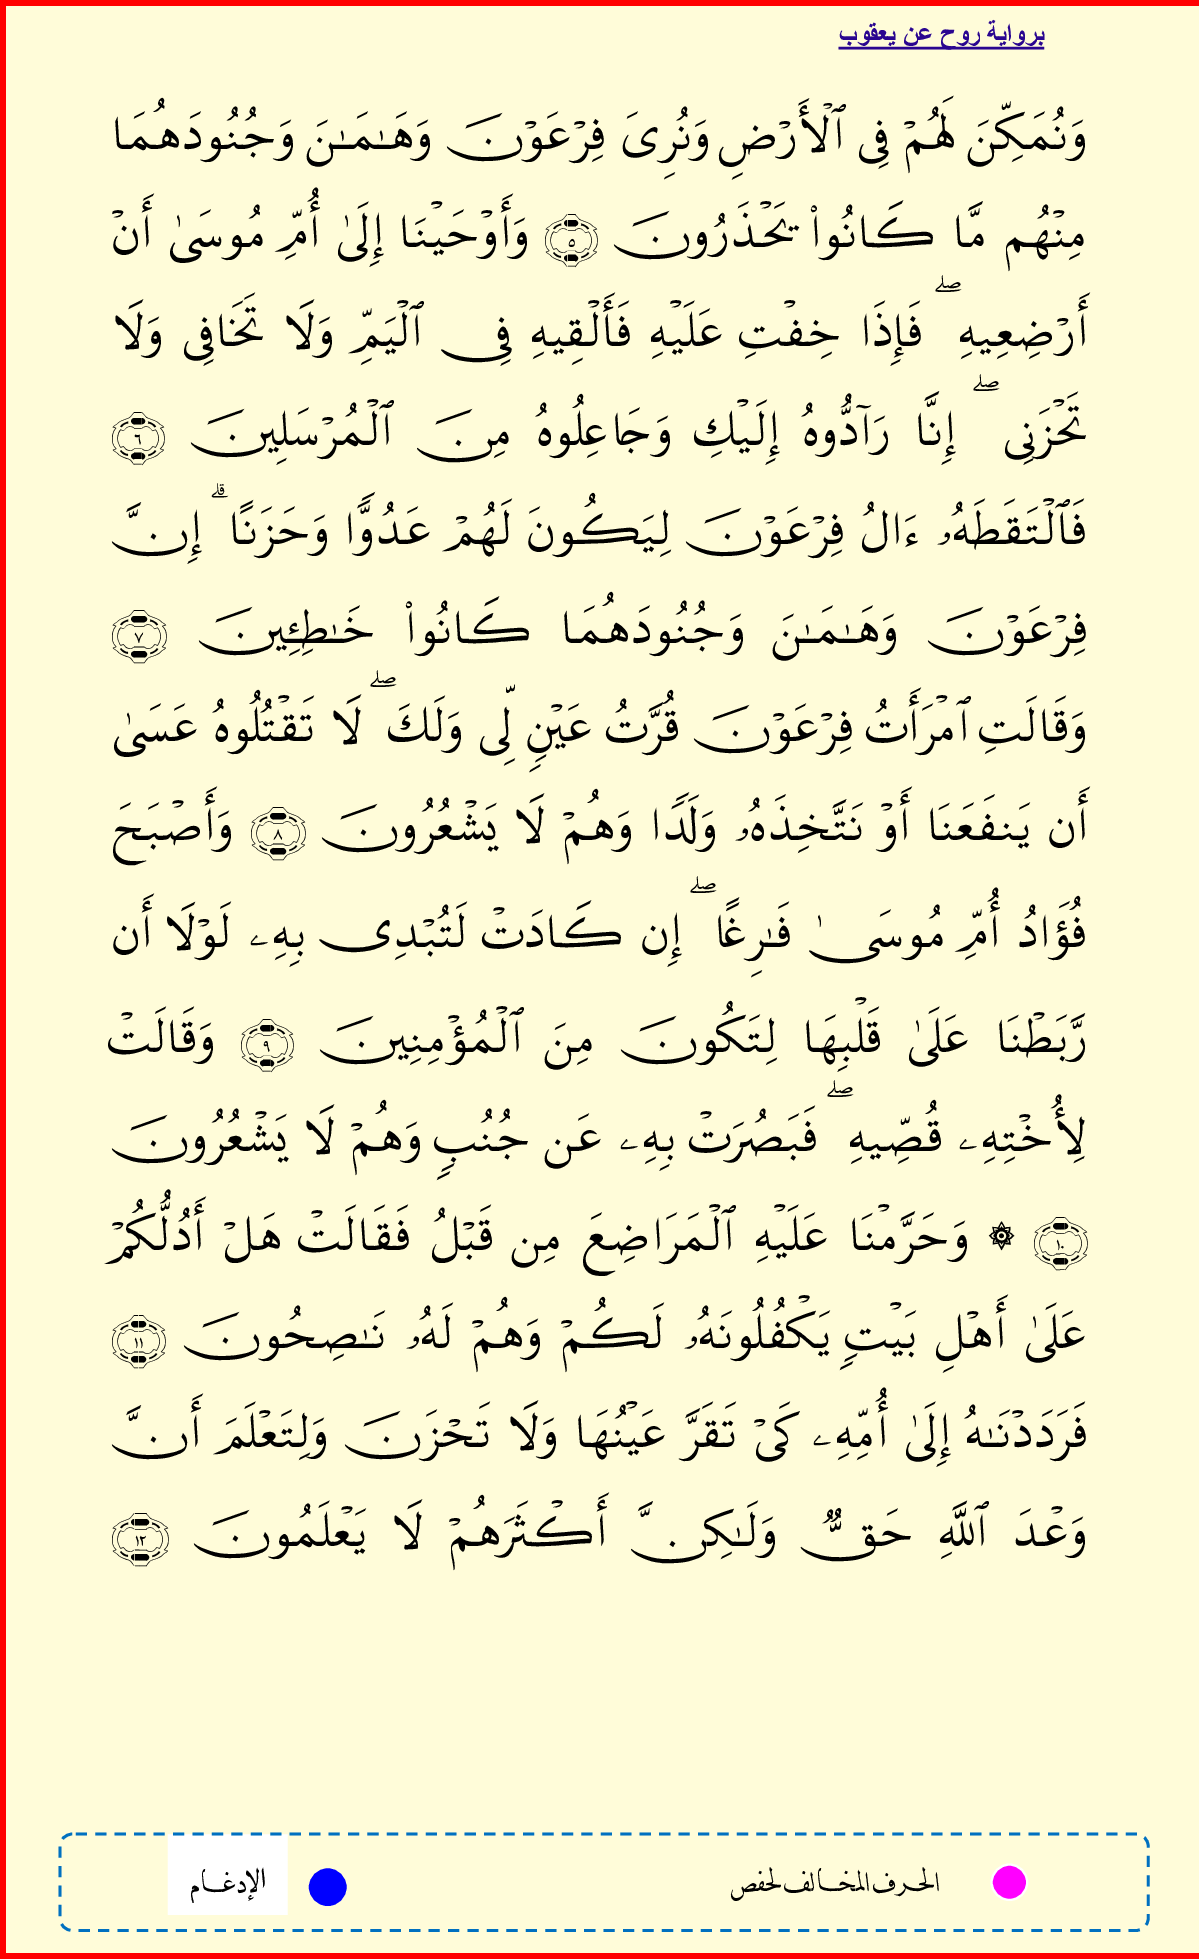 برواية روح عن يعقوب
وَنُمَكِّنَ لَهُمۡ فِي ٱلۡأَرۡضِ وَنُرِيَ فِرۡعَوۡنَ وَهَٰمَٰنَ وَجُنُودَهُمَا
مِنۡهُم مَّا كَانُواْ يَحۡذَرُونَ ٥ وَأَوۡحَيۡنَا إِلَىٰ أُمِّ مُوسَىٰ أَنۡ
أَرۡضِعِيهِۖ فَإِذَا خِفۡتِ عَلَيۡهِ فَأَلۡقِيهِ فِي ٱلۡيَمِّ وَلَا تَخَافِي وَلَا
تَحۡزَنِيۖ إِنَّا رَآدُّوهُ إِلَيۡكِ وَجَاعِلُوهُ مِنَ ٱلۡمُرۡسَلِينَ ٦
فَٱلۡتَقَطَهُۥ ءَالُ فِرۡعَوۡنَ لِيَكُونَ لَهُمۡ عَدُوًّا وَحَزَنًاۗ إِنَّ
فِرۡعَوۡنَ وَهَٰمَٰنَ وَجُنُودَهُمَا كَانُواْ خَٰطِئِينَ ٧
وَقَالَتِ ٱمۡرَأَتُ فِرۡعَوۡنَ قُرَّتُ عَيۡنٍ لِّي وَلَكَۖ لَا تَقۡتُلُوهُ عَسَىٰ
أَن يَنفَعَنَا أَوۡ نَتَّخِذَهُۥ وَلَدًا وَهُمۡ لَا يَشۡعُرُونَ ٨ وَأَصۡبَحَ
فُؤَادُ أُمِّ مُوسَىٰ فَٰرِغًاۖ إِن كَادَتۡ لَتُبۡدِي بِهِۦ لَوۡلَا أَن
رَّبَطۡنَا عَلَىٰ قَلۡبِهَا لِتَكُونَ مِنَ ٱلۡمُؤۡمِنِينَ ٩ وَقَالَتۡ
لِأُخۡتِهِۦ قُصِّيهِۖ فَبَصُرَتۡ بِهِۦ عَن جُنُبٍ وَهُمۡ لَا يَشۡعُرُونَ
١٠ ۞ وَحَرَّمۡنَا عَلَيۡهِ ٱلۡمَرَاضِعَ مِن قَبۡلُ فَقَالَتۡ هَلۡ أَدُلُّكُمۡ
عَلَىٰ أَهۡلِ بَيۡتٍ يَكۡفُلُونَهُۥ لَكُمۡ وَهُمۡ لَهُۥ نَٰصِحُونَ ١١
فَرَدَدۡنَٰهُ إِلَىٰ أُمِّهِۦ كَيۡ تَقَرَّ عَيۡنُهَا وَلَا تَحۡزَنَ وَلِتَعۡلَمَ أَنَّ
وَعۡدَ ٱللَّهِ حَقٌّ وَلَٰكِنَّ أَكۡثَرَهُمۡ لَا يَعۡلَمُونَ ١٢
الحرف المخالف لحفص
الإدغام